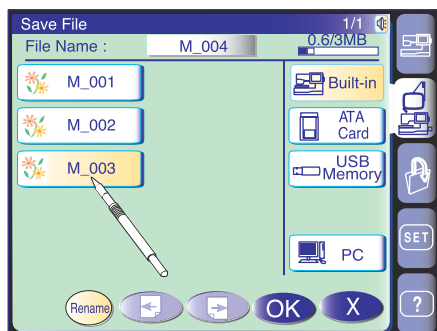 Save File 1/1
File Name : M_004 0.6/3MB
M_001
M_002
M_003
Built-in
ATA
Card
USB
Memory
PC
SET
?
Rename OK X